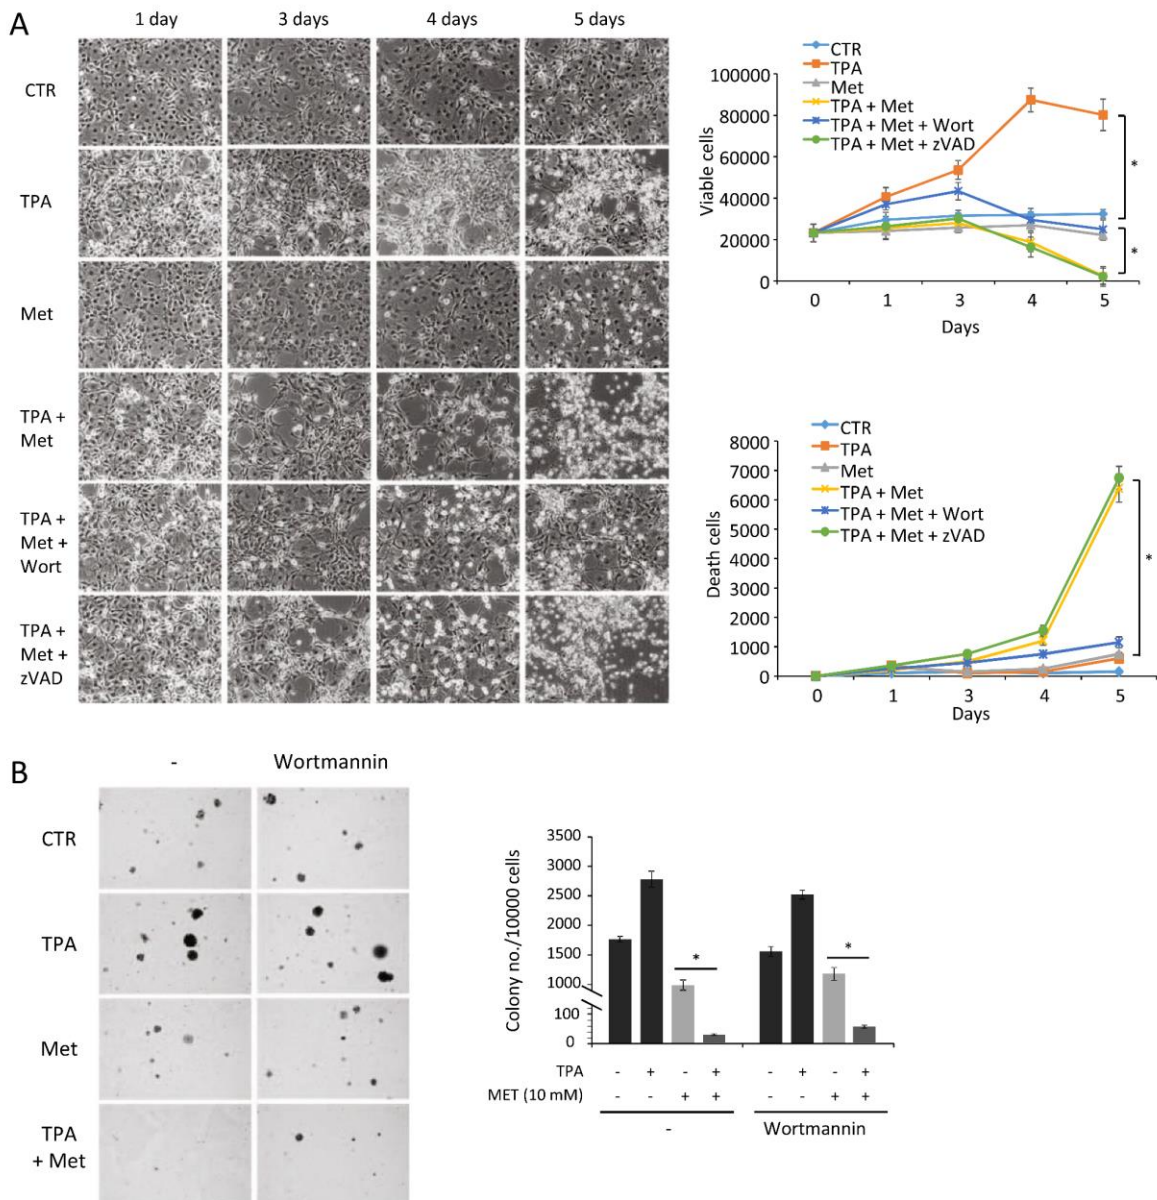 A
1 day 3 days 4 days 5 days
CTR
TPA
Met
TPA +
Met
TPA +
Met +
Wort
TPA +
Met +
zVAD
CTR
TPA
Met
TPA + Met
TPA + Met + Wort
TPA + Met + zVAD
100000
80000
60000
40000
20000
0
Viable cells
0 1 3 4 5
Days
*
*
CTR
TPA
Met
TPA + Met
TPA + Met + Wort
TPA + Met + zVAD
8000
7000
6000
5000
4000
3000
2000
1000
0
Death cells
0 1 3 4 5
Days
*
B
- Wortmannin
CTR
TPA
Met
TPA
+ Met
3500
3000
2500
2000
1500
1000
100
0
Colony no./10000 cells
* *
TPA - + - + - + - +
MET (10 mM) - - + + - - + +
- Wortmannin